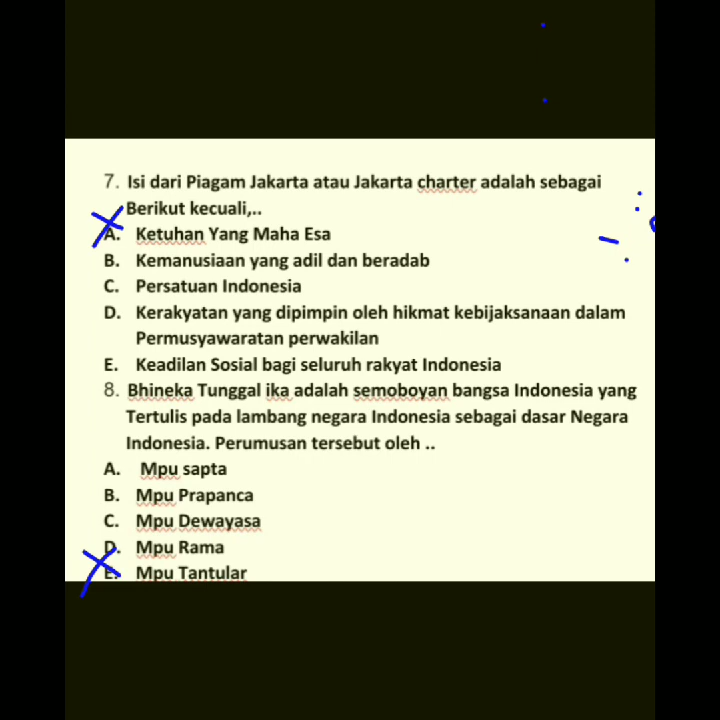 7. Isi dari Piagam Jakarta atau Jakarta charter adalah sebagai
Berikut kecuali,..
A. Ketuhan Yang Maha Esa
B. Kemanusiaan yang adil dan beradab
C. Persatuan Indonesia
D. Kerakyatan yang dipimpin oleh hikmat kebijaksanaan dalam
Permusyawaratan perwakilan
E. Keadilan Sosial bagi seluruh rakyat Indonesia
8. Bhineka Tunggal ika adalah semoboyan bangsa Indonesia yang
Tertulis pada lambang negara Indonesia sebagai dasar Negara
Indonesia. Perumusan tersebut oleh ..
A. Mpu sapta
B. Mpu Prapanca
C. Mpu Dewayasa
D. Mpu Rama
E. Mpu Tantular